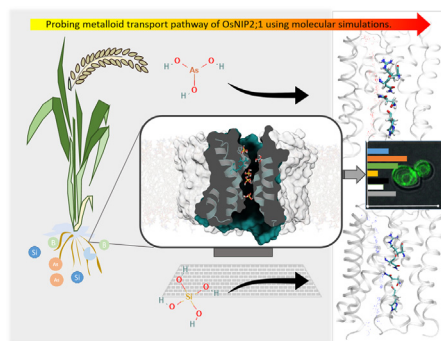 Probing metalloid transport pathway of OsNIP2;1 using molecular simulations.
H
O
As
O
H
O
H
B
B
Si
As
As
Si
H
O
H
O
Si
O
H
O
H